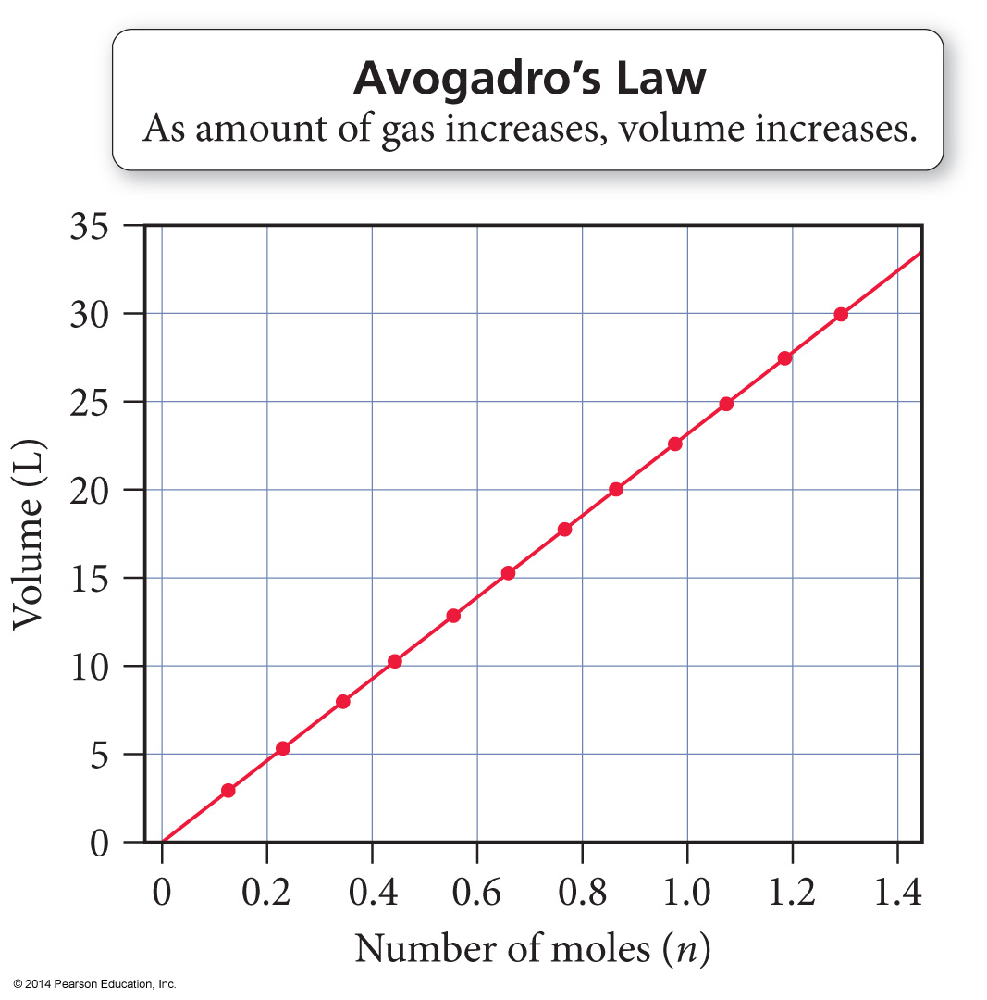 Avogadro’s Law
As amount of gas increases, volume increases.
35
30
25
20
15
10
5
0
Volume (L)
0 0.2 0.4 0.6 0.8 1.0 1.2 1.4
Number of moles (n)
© 2014 Pearson Education, Inc.